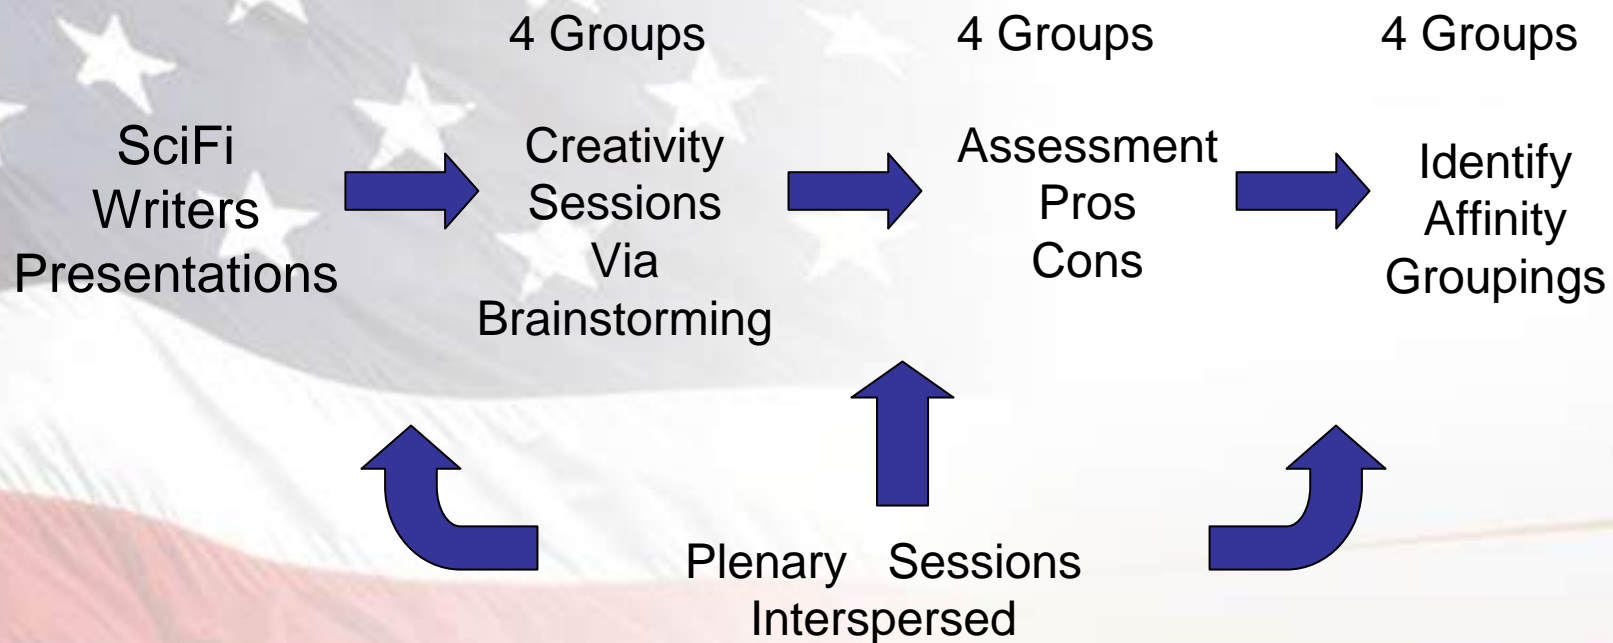 4 Groups
4 Groups
4 Groups
SciFi
Writers
Presentations
Creativity
Sessions
Via
Brainstorming
Assessment
Pros
Cons
Identify
Affinity
Groupings
Plenary Sessions
Interspersed